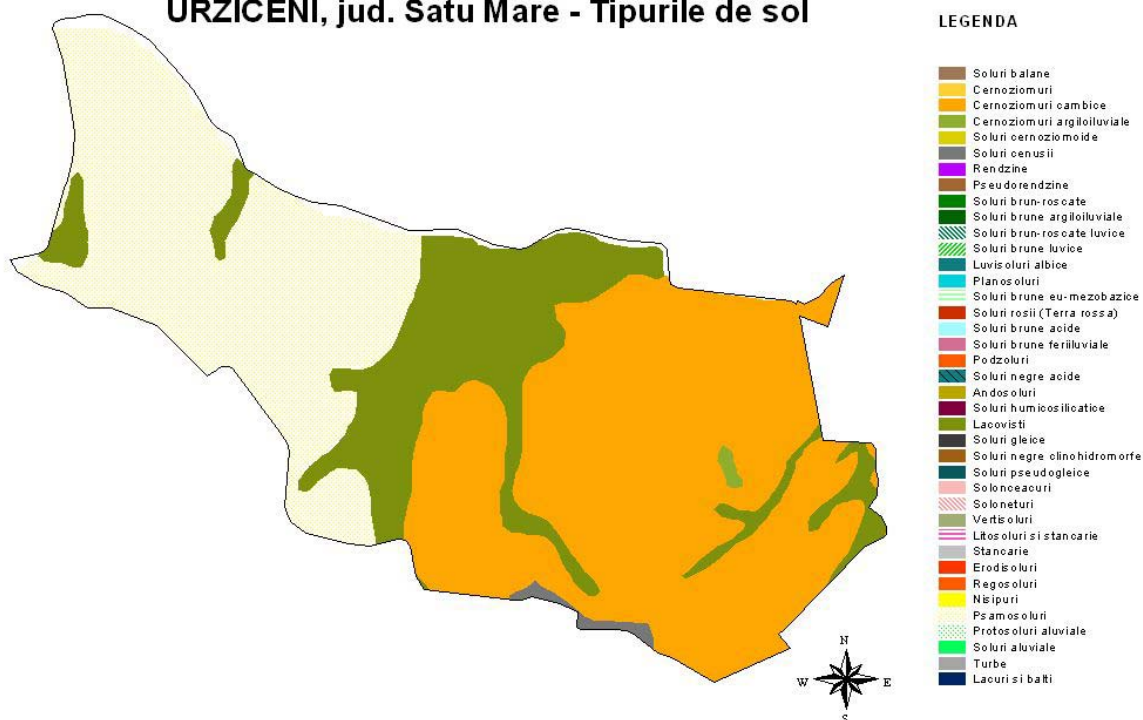 URZICENI, jud. Satu Mare - Tipurile de sol
LEGENDA
Soluri balane
Cernoziomuri
Cernoziomuri cambice
Cernoziomuri argiloiluviale
Soluri cernoziomoide
Soluri cenusii
Rendzine
Pseudorendzine
Soluri brun-roscate
Soluri brune argiloiluviale
Soluri brun-roscate luvice
Soluri brune luvice
Luvisoluri albice
Planosoluri
Soluri brune eu-mezobazice
Soluri rosii (Terra rossa)
Soluri brune acide
Soluri brune feriiluviale
Podzoluri
Soluri negre acide
Andosoluri
Soluri humicosilicatice
Lacovisti
Soluri gleice
Soluri negre clinohidromorfe
Soluri pseudogleice
Solonceacuri
Soloneturi
Vertisoluri
Litosoluri si stancarie
Stancarie
Erodisoluri
Regosoluri
Nisipuri
Psamosoluri
Protosoluri aluviale
Soluri aluviale
Turbe
Lacuri si balti
N
W E
S